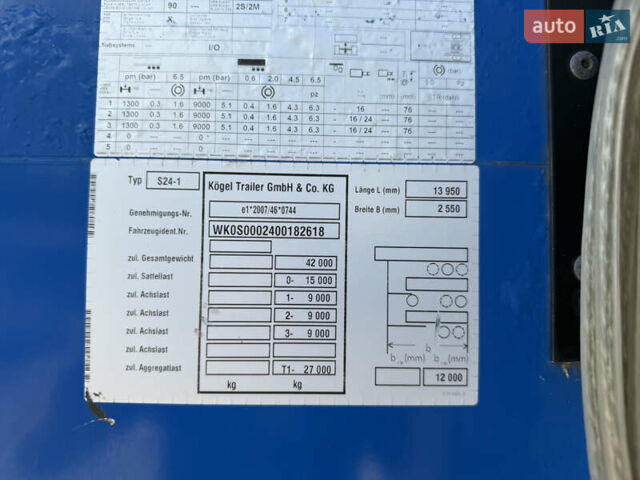 auto RIA .com
90 2S/2M
X
Subsystems --- I/O
pm (bar) 6.5 pm (bar) 0.6 2.0 4.5 6.5
pz
(mm) (mm)
1 1300 0.3 1.6 9000 5.1 0.4 1.6 4.3 6.3 - 16 --- 76
2 1300 0.3 1.6 9000 5.1 0.4 1.6 4.3 6.3 - 16 / 24 --- 76
3 1300 0.3 1.6 9000 5.1 0.4 1.6 4.3 6.3 - 16 / 24 --- 76
4 0
5 0
Typ S24-1
Kögel Trailer GmbH & Co. KG
Länge L (mm) 13 950
Breite B (mm) 2 550
Genehmigungs-Nr. e1*2007/46*0744
Fahrzeugident.Nr. WK0S0002400182618
zul. Gesamtgewicht 42 000
zul. Sattellast 0- 15 000
zul. Achslast 1- 9 000
zul. Achslast 2- 9 000
zul. Achslast 3- 9 000
zul. Achslast
zul. Aggregatlast T1- 27 000
kg kg
b
b (mm) b (mm)
12 000